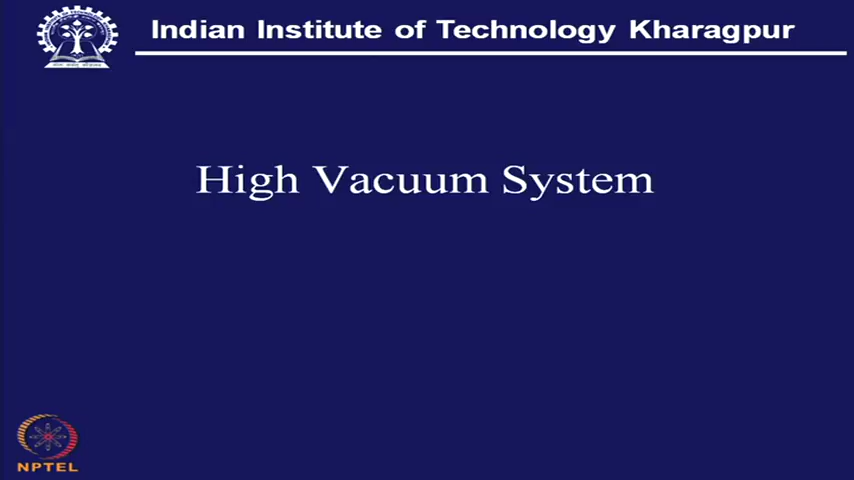 Indian Institute of Technology Kharagpur
High Vacuum System
NPTEL